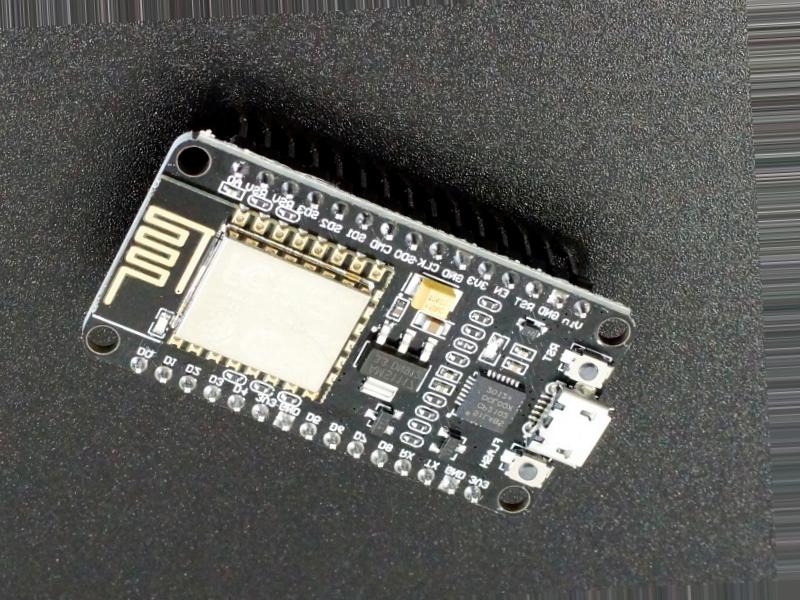 A0
RSV
RSV
SD3
SD2
SD1
CMD
SD0
CLK
GND
3V3
EN
RST
GND
Vin
D0
D1
D2
D3
D4
3V3
GND
D5
D6
D7
D8
RX
TX
GND
3V3
RST
FLASH